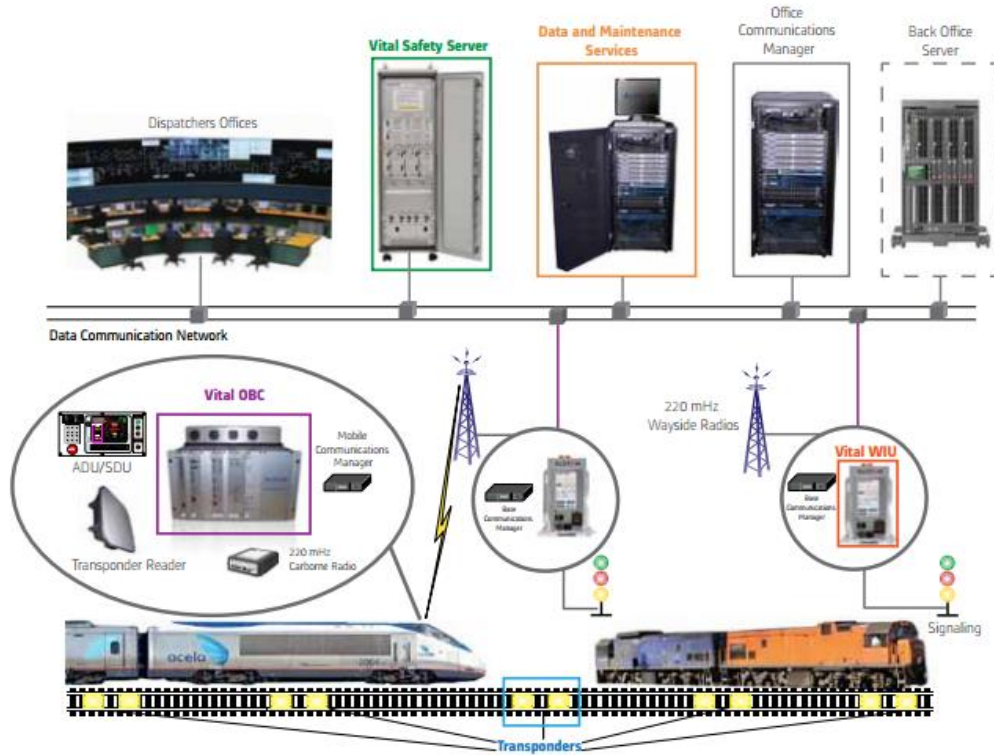 Office
Communications
Manager
Back Office
Server
Vital Safety Server
Data and Maintenance
Services
Dispatchers Offices
Data Communication Network
Vital OBC
ADU/SDU
Mobile
Communications
Manager
Transponder Reader
220 mHz
Carborne Radio
Base
Communications
Manager
220 mHz
Wayside Radios
Vital WIU
Base
Communications
Manager
Signaling
acela
Transponders